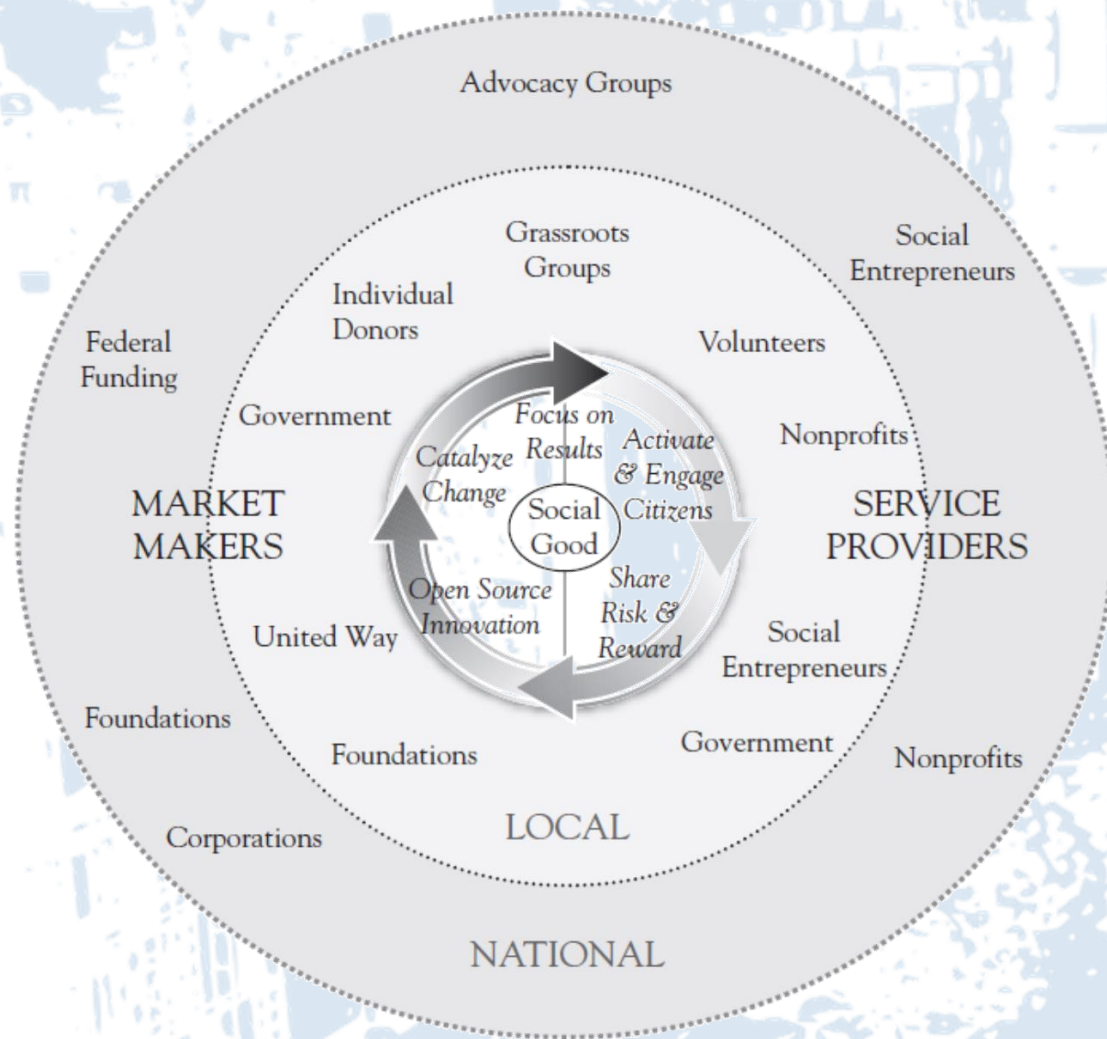 Advocacy Groups
Grassroots
Groups
Social
Entrepreneurs
Individual
Donors
Federal
Funding
Volunteers
Government
Nonprofits
Focus on
Results
Activate
& Engage
Citizens
Catalyze
Change
MARKET
MAKERS
Social
Good
SERVICE
PROVIDERS
Open Source
Innovation
Share
Risk &
Reward
United Way
Social
Entrepreneurs
Foundations
Foundations
Government
Nonprofits
Corporations
LOCAL
NATIONAL